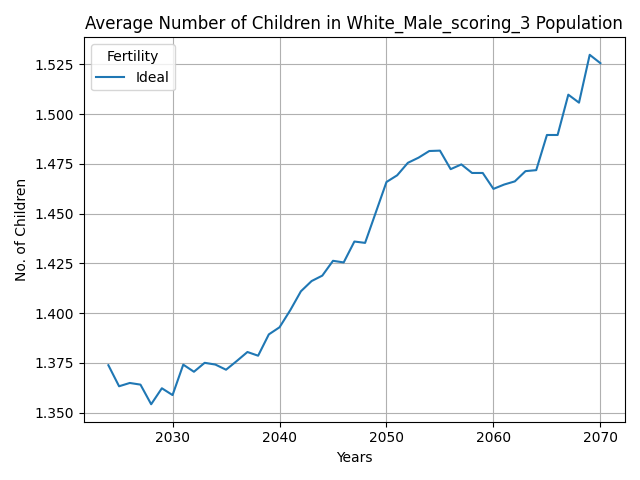 Average Number of Children in White_Male_scoring_3 Population
No. of Children
1.525
1.500
1.475
1.450
1.425
1.400
1.375
1.350
Fertility
Ideal
2030
2040
2050
2060
2070
Years